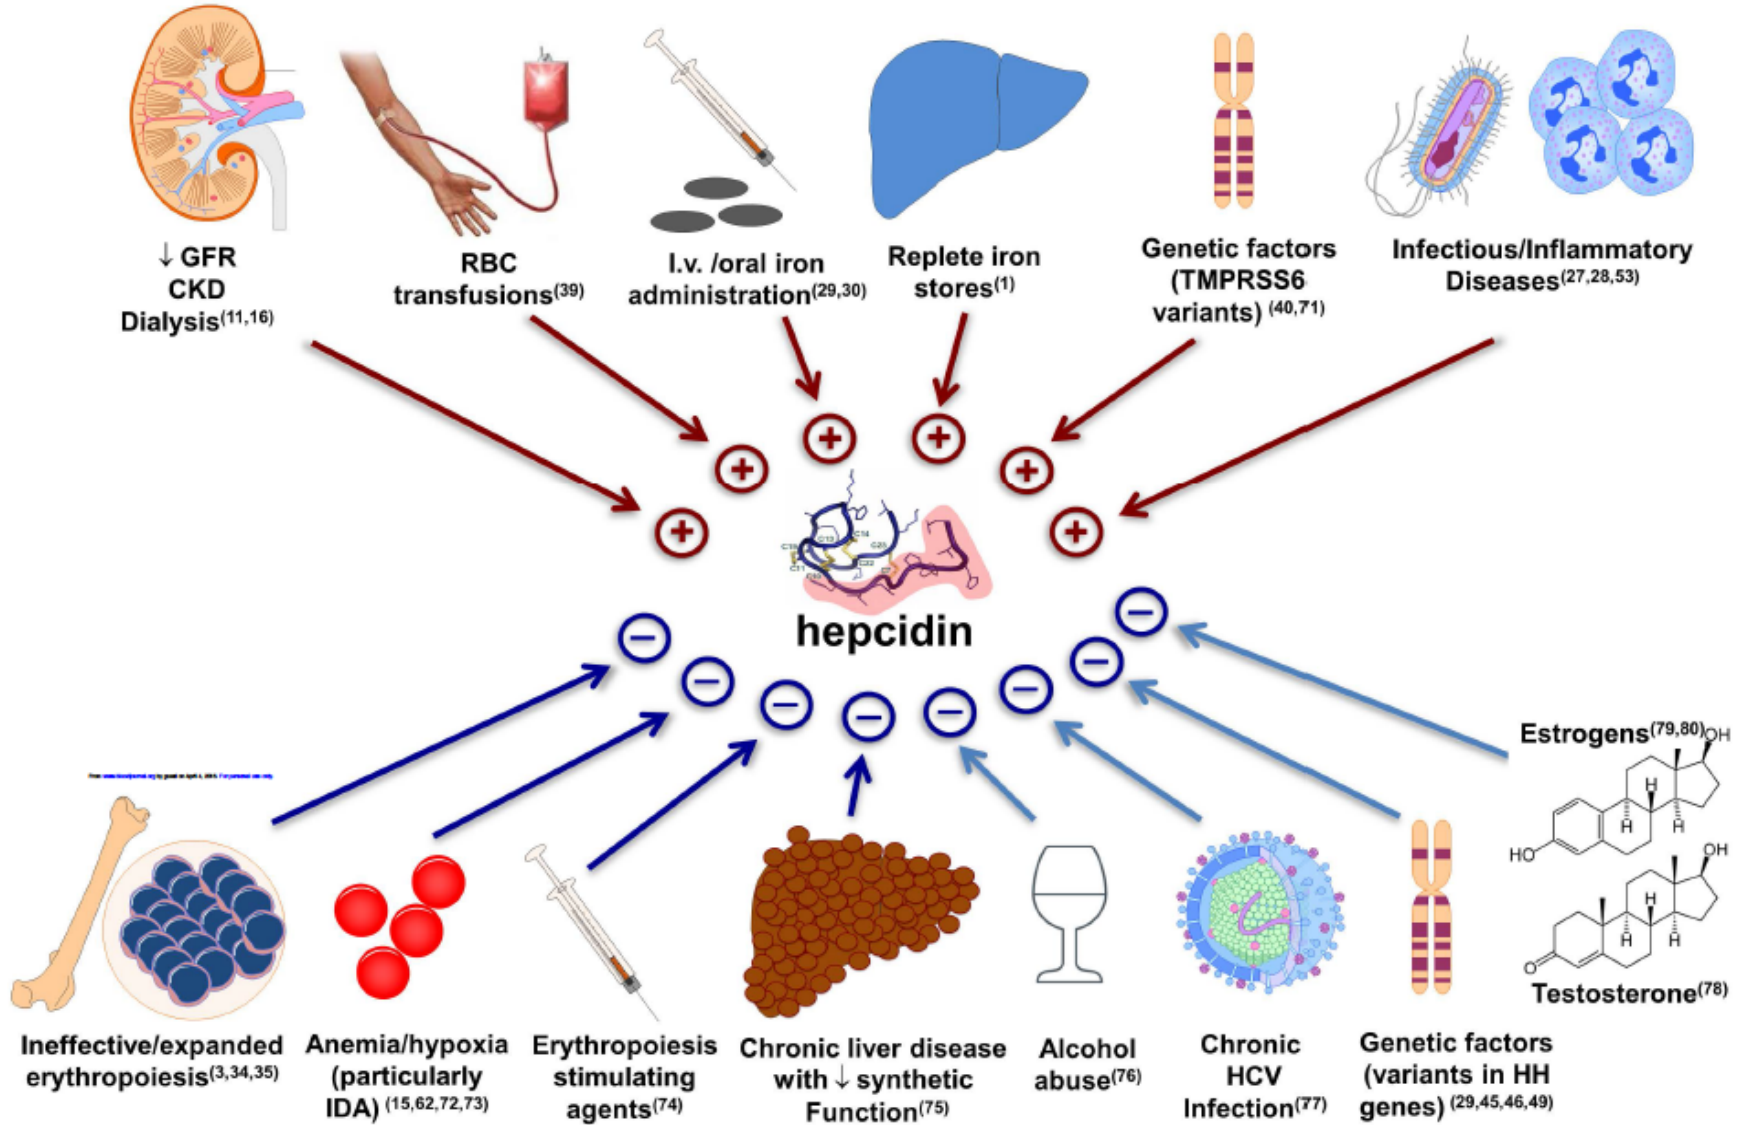 ↓ GFR
CKD
Dialysis(11,16)
RBC
transfusions(39)
I.v. /oral iron
administration(29,30)
Replete iron
stores(1)
Genetic factors
(TMPRSS6
variants) (40,71)
Infectious/Inflammatory
Diseases(27,28,53)
+
+
+
+
+
+
C14
C13
C11
C22
hepcidin
−
−
−
−
−
−
−
−
Estrogens(79,80)
OH
H
H
H
HO
OH
H
H
H
O
Testosterone(78)
Ineffective/expanded
erythropoiesis(3,34,35)
Anemia/hypoxia
(particularly
IDA) (15,62,72,73)
Erythropoiesis
stimulating
agents(74)
Chronic liver disease
with ↓ synthetic
Function(75)
Alcohol
abuse(76)
Chronic
HCV
Infection(77)
Genetic factors
(variants in HH
genes) (29,45,46,49)